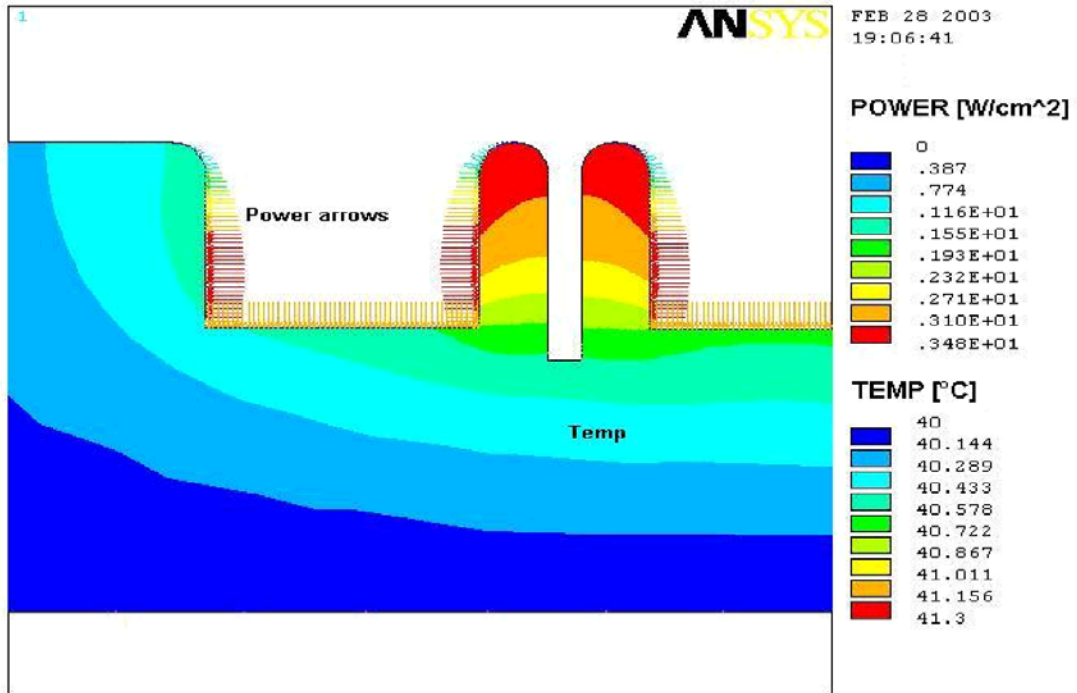 1
ANSYS
FEB 28 2003
19:06:41
POWER [W/cm^2]
0
.387
.774
.116E+01
.155E+01
.193E+01
.232E+01
.271E+01
.310E+01
.348E+01
Power arrows
TEMP [°C]
40
40.144
40.289
40.433
40.578
40.722
40.867
41.011
41.156
41.3
Temp